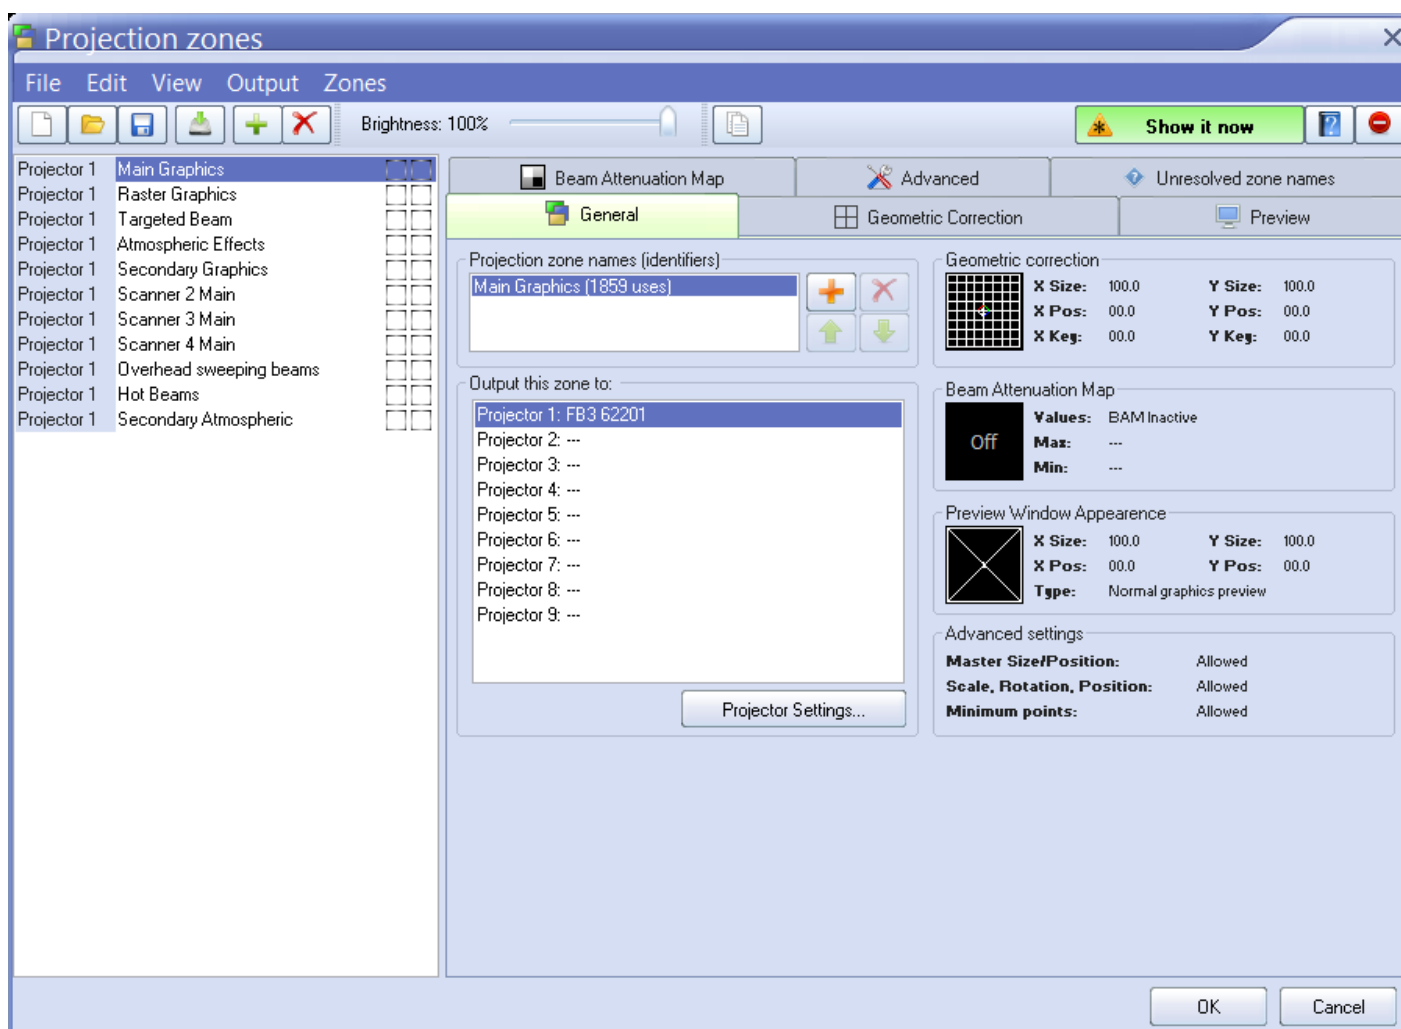 Projection zones
File Edit View Output Zones
Brightness: 100%
Show it now
Projector 1 Main Graphics
Projector 1 Raster Graphics
Projector 1 Targeted Beam
Projector 1 Atmospheric Effects
Projector 1 Secondary Graphics
Projector 1 Scanner 2 Main
Projector 1 Scanner 3 Main
Projector 1 Scanner 4 Main
Projector 1 Overhead sweeping beams
Projector 1 Hot Beams
Projector 1 Secondary Atmospheric
Beam Attenuation Map
Advanced
Unresolved zone names
General
Geometric Correction
Preview
Projection zone names (identifiers)
Main Graphics (1859 uses)
Output this zone to:
Projector 1: FB3 62201
Projector 2: ---
Projector 3: ---
Projector 4: ---
Projector 5: ---
Projector 6: ---
Projector 7: ---
Projector 8: ---
Projector 9: ---
Projector Settings...
Geometric correction
X Size: 100.0 Y Size: 100.0
X Pos: 00.0 Y Pos: 00.0
X Key: 00.0 Y Key: 00.0
Beam Attenuation Map
Off
Values: BAM Inactive
Max: ---
Min: ---
Preview Window Appearence
X Size: 100.0 Y Size: 100.0
X Pos: 00.0 Y Pos: 00.0
Type: Normal graphics preview
Advanced settings
Master Size/Position: Allowed
Scale, Rotation, Position: Allowed
Minimum points: Allowed
OK
Cancel